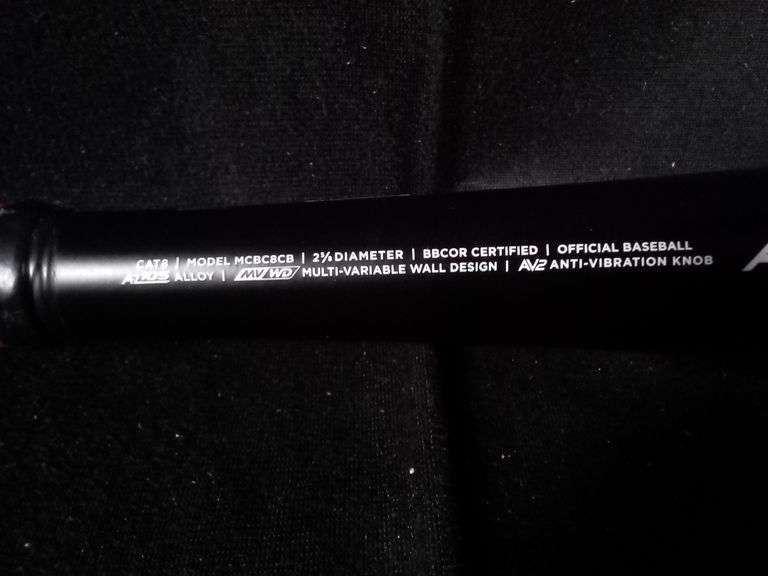 CAT8 | MODEL MCBC8CB | 2⅝ DIAMETER | BBCOR CERTIFIED | OFFICIAL BASEBALL
ALLOY | MVWD MULTI-VARIABLE WALL DESIGN | AV2 ANTI-VIBRATION KNOB